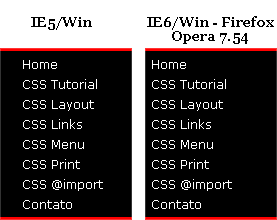 IE5/Win
Home
CSS Tutorial
CSS Layout
CSS Links
CSS Menu
CSS Print
CSS @import
Contato
IE6/Win - Firefox
Opera 7.54
Home
CSS Tutorial
CSS Layout
CSS Links
CSS Menu
CSS Print
CSS @import
Contato